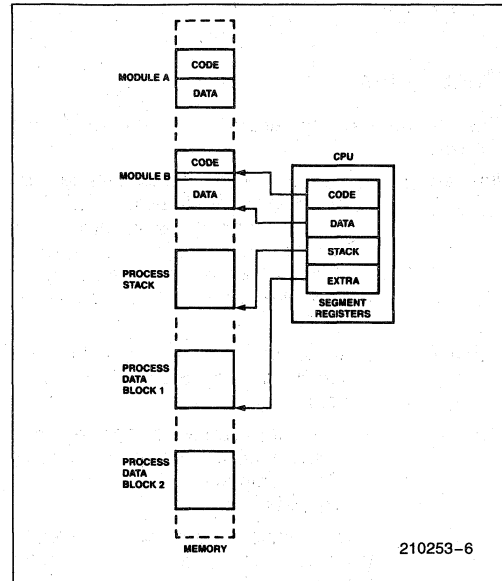 MODULE A
CODE
DATA
MODULE B
CODE
DATA
CPU
CODE
DATA
STACK
EXTRA
SEGMENT
REGISTERS
PROCESS
STACK
PROCESS
DATA
BLOCK 1
PROCESS
DATA
BLOCK 2
MEMORY
210253–6